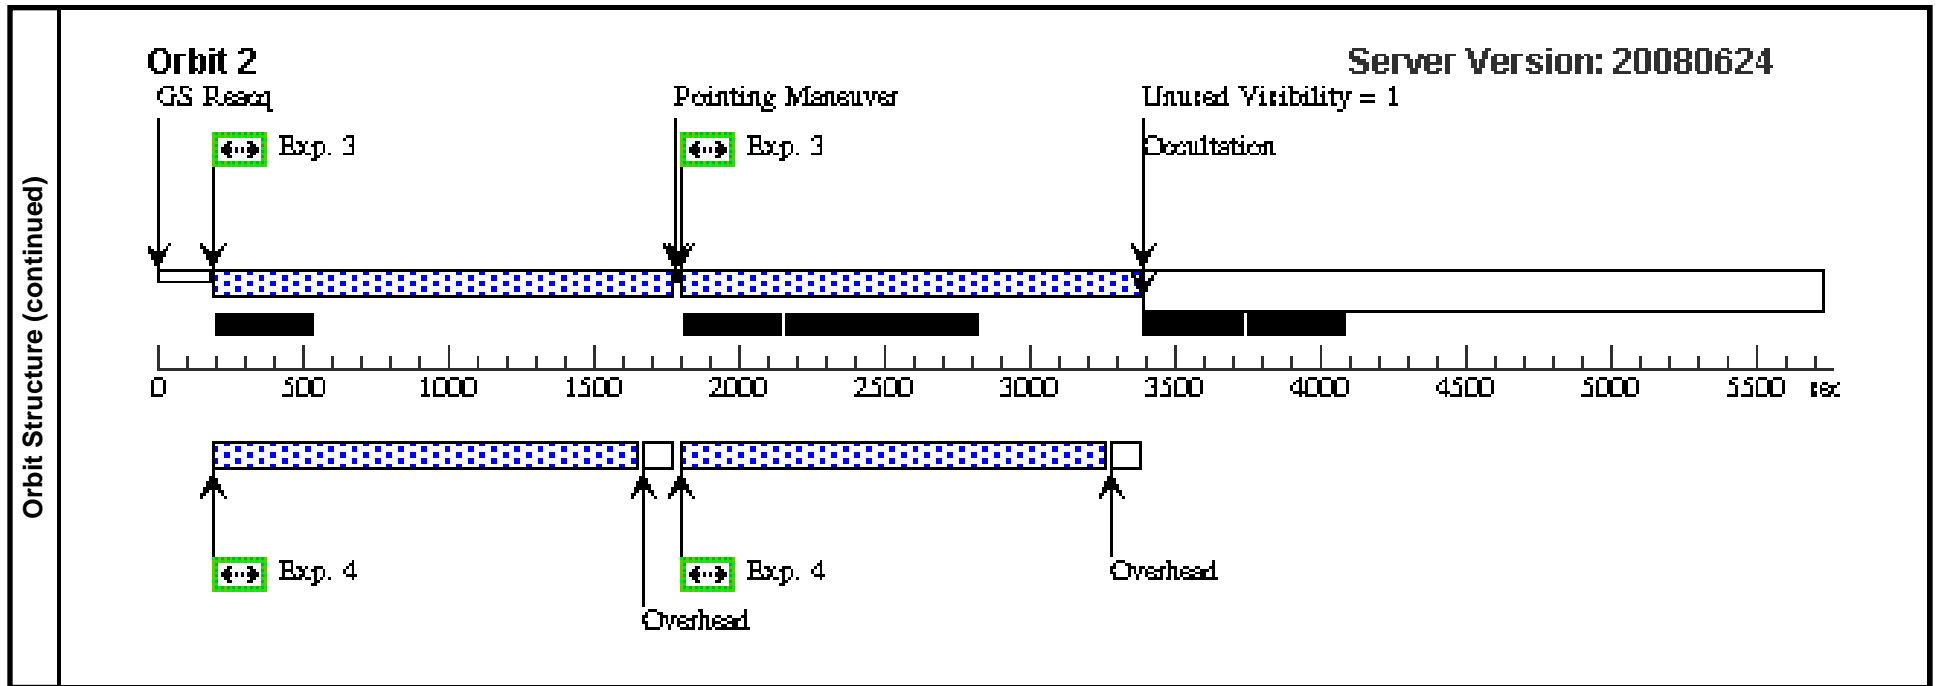 Orbit Structure (continued)
Orbit 2
Server Version: 20080624
GS Reacq
Pointing Maneuver
Unused Visibility = 1
Exp. 3
Exp. 3
Occultation
0 500 1000 1500 2000 2500 3000 3500 4000 4500 5000 5500 sec
Exp. 4
Exp. 4
Overhead
Overhead